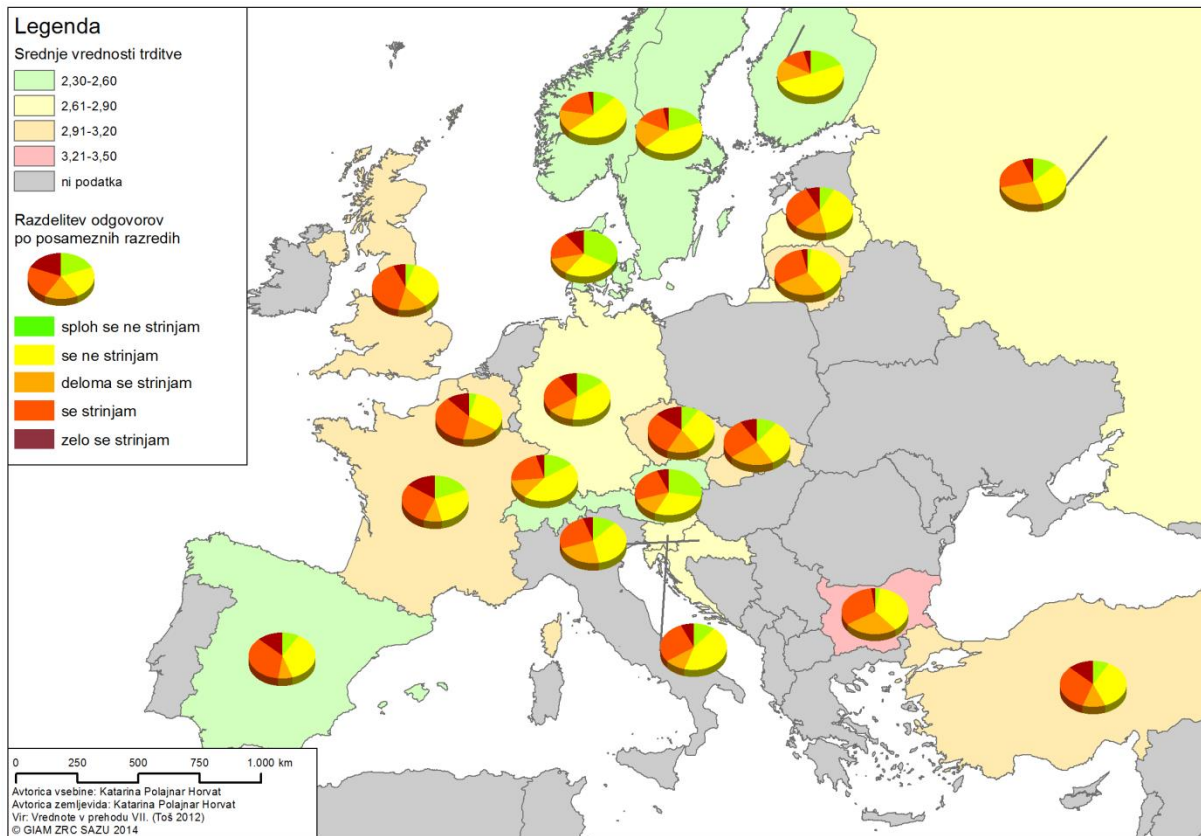 Legenda
Srednje vrednosti trditve
2,30-2,60
2,61-2,90
2,91-3,20
3,21-3,50
ni podatka
Razdelitev odgovorov
po posameznih razredih
sploh se ne strinjam
se ne strinjam
deloma se strinjam
se strinjam
zelo se strinjam
0 250 500 750 1.000 km
Avtorica vsebine: Katarina Polajnar Horvat
Avtorica zemljevida: Katarina Polajnar Horvat
Vir: Vrednote v prehodu VII. (Toš 2012)
© GIAM ZRC SAZU 2014